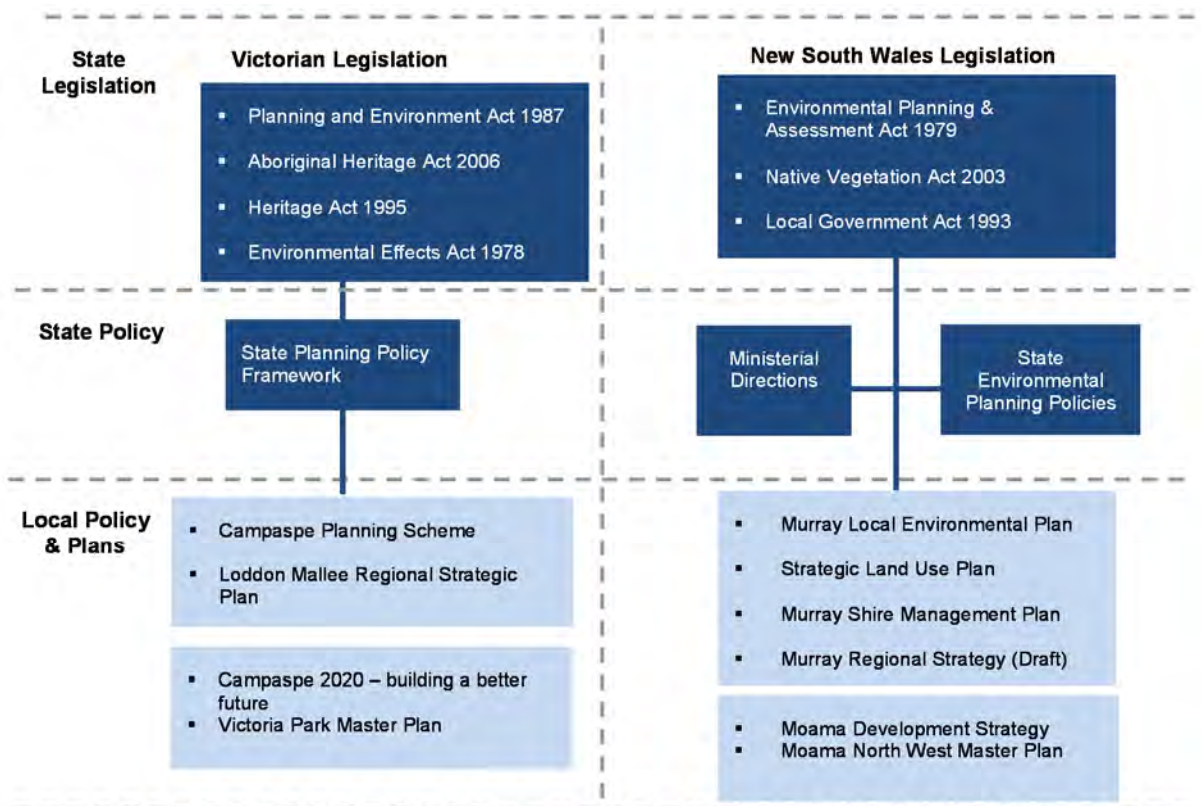 State
Legislation
Victorian Legislation
▪ Planning and Environment Act 1987
▪ Aboriginal Heritage Act 2006
▪ Heritage Act 1995
▪ Environmental Effects Act 1978
New South Wales Legislation
▪ Environmental Planning &
Assessment Act 1979
▪ Native Vegetation Act 2003
▪ Local Government Act 1993
State Policy
State Planning Policy
Framework
Ministerial
Directions
State
Environmental
Planning Policies
Local Policy
& Plans
▪ Campaspe Planning Scheme
▪ Loddon Mallee Regional Strategic
Plan
▪ Campaspe 2020 – building a better
future
▪ Victoria Park Master Plan
▪ Murray Local Environmental Plan
▪ Strategic Land Use Plan
▪ Murray Shire Management Plan
▪ Murray Regional Strategy (Draft)
▪ Moama Development Strategy
▪ Moama North West Master Plan